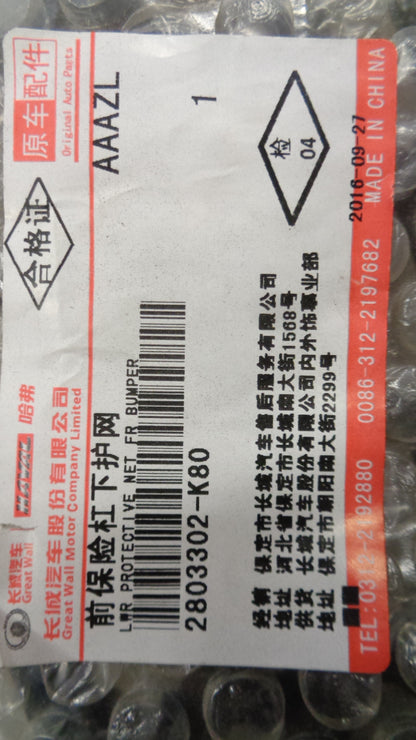 长城汽车
Great Wall
HAVAL 哈弗
合格证
原车配件
Original Auto Parts
长城汽车股份有限公司
Great Wall Motor Company Limited
前保险杠下护网
AAAZL
LWR PROTECTIVE NET FR BUMPER
1
2803302-K80
检
04
经销 保定市长城汽车售后服务有限公司
地址 河北省保定市长城南大街1568号
供货 长城汽车股份有限公司内外饰事业部
地址 保定市朝阳南大街2299号
2016-09-27
TEL:0312-2192880 0086-312-2197682 MADE IN CHINA